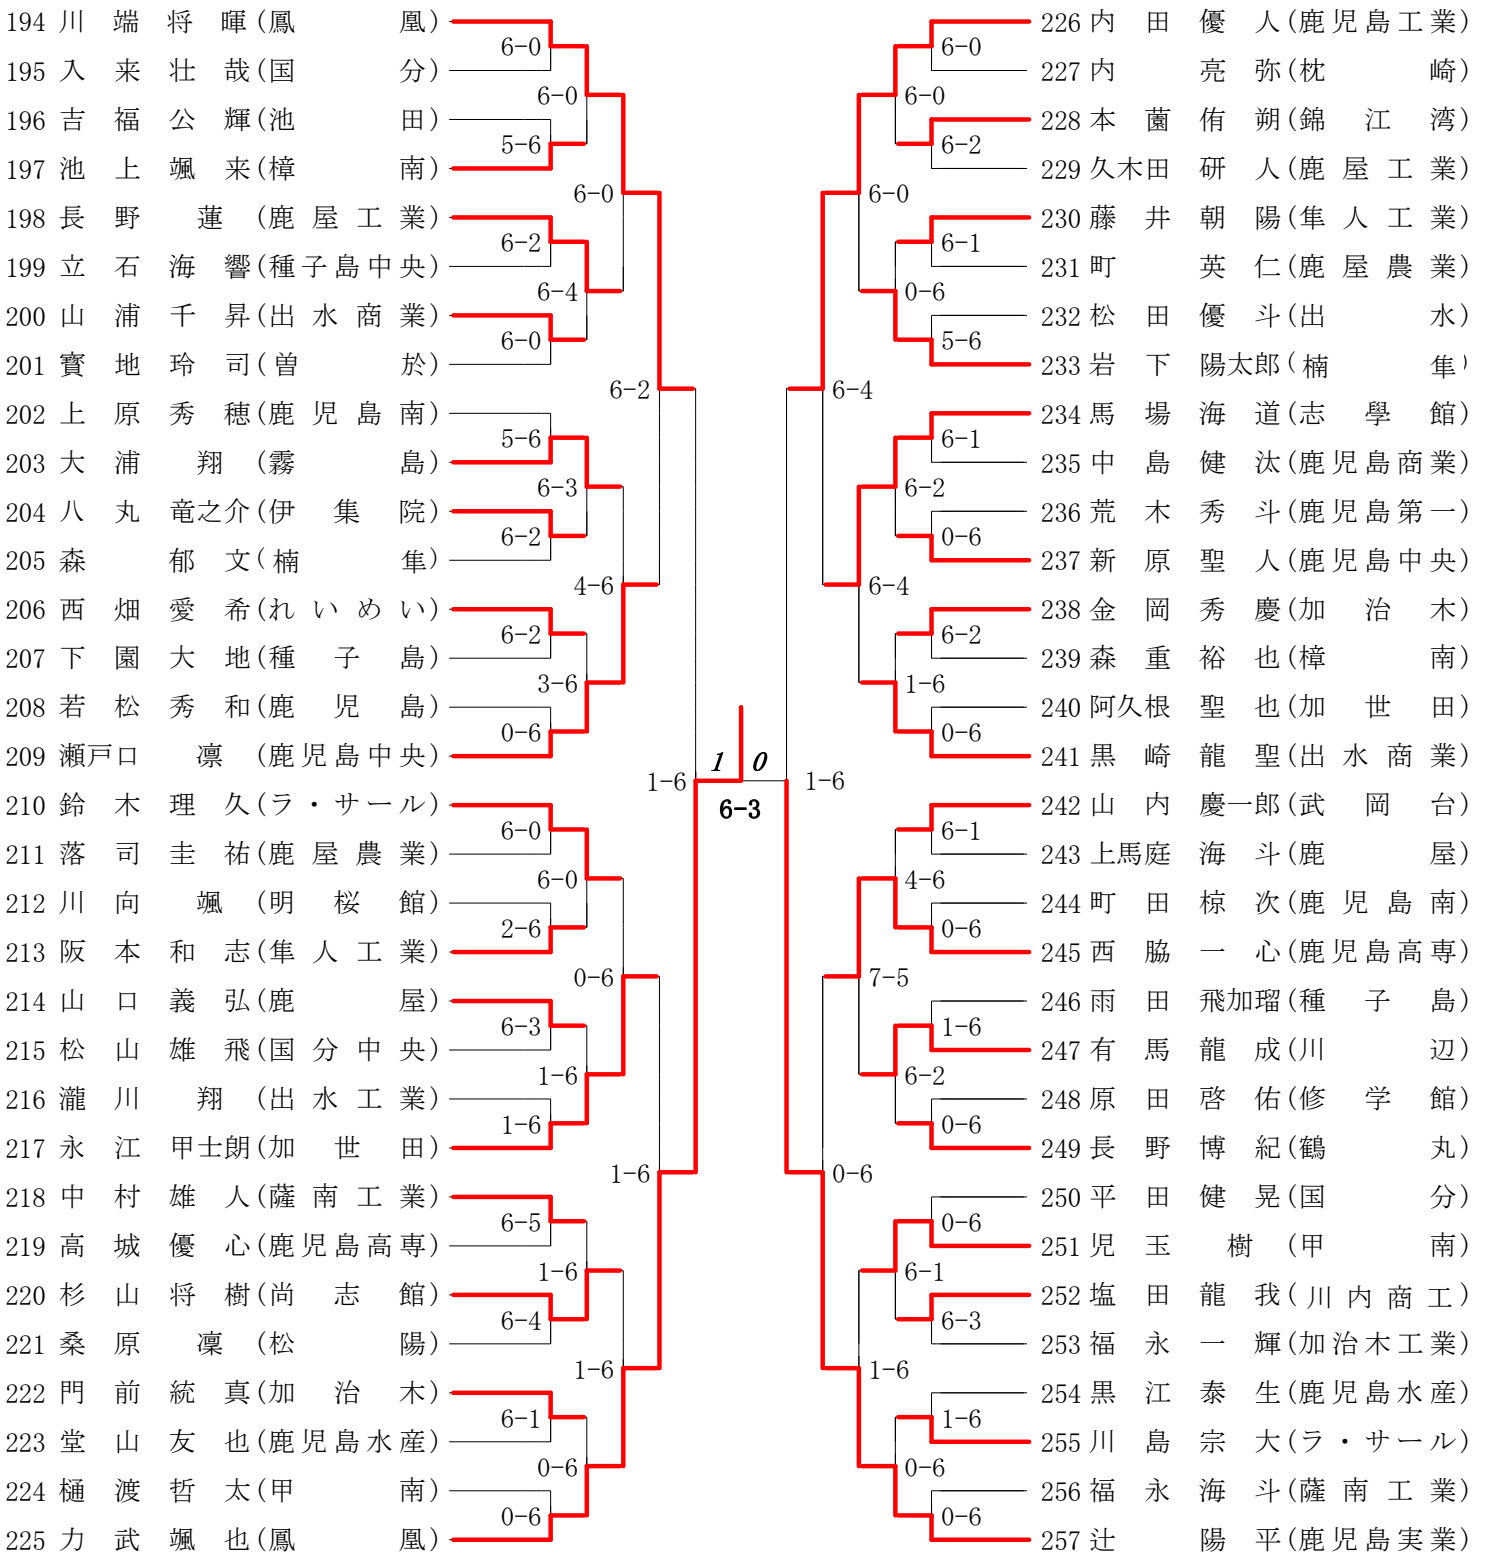 194 川端将暉(鳳凰)
6-0
195 入来壮哉(国分)
6-0
196 吉福公輝(池田)
5-6
197 池上颯来(樟南)
6-0
198 長野蓮(鹿屋工業)
6-2
199 立石海響(種子島中央)
6-4
200 山浦千昇(出水商業)
6-0
201 寳地玲司(曽於)
6-2
202 上原秀穂(鹿児島南)
5-6
203 大浦翔(霧島)
6-3
204 八丸竜之介(伊集院)
6-2
205 森郁文(楠隼)
4-6
206 西畑愛希(れいめい)
6-2
207 下園大地(種子島)
3-6
208 若松秀和(鹿児島)
0-6
209 瀬戸口凛(鹿児島中央)
1-6
210 鈴木理久(ラ・サール)
6-0
211 落司圭祐(鹿屋農業)
6-0
212 川向颯(明桜館)
2-6
213 阪本和志(隼人工業)
0-6
214 山口義弘(鹿屋)
6-3
215 松山雄飛(国分中央)
1-6
216 瀧川翔(出水工業)
1-6
217 永江甲士朗(加世田)
1-6
218 中村雄人(薩南工業)
6-5
219 高城優心(鹿児島高専)
1-6
220 杉山将樹(尚志館)
6-4
221 桑原凜(松陽)
1-6
222 門前統真(加治木)
6-1
223 堂山友也(鹿児島水産)
0-6
224 樋渡哲太(甲南)
0-6
225 力武颯也(鳳凰)
1 0
6-3
226 内田優人(鹿児島工業)
6-0
227 内亮弥(枕崎)
6-0
228 本薗侑朔(錦江湾)
6-2
229 久木田研人(鹿屋工業)
6-0
230 藤井朝陽(隼人工業)
6-1
231 町英仁(鹿屋農業)
0-6
232 松田優斗(出水)
5-6
233 岩下陽太郎(楠隼)
6-4
234 馬場海道(志學館)
6-1
235 中島健汰(鹿児島商業)
6-2
236 荒木秀斗(鹿児島第一)
0-6
237 新原聖人(鹿児島中央)
6-4
238 金岡秀慶(加治木)
6-2
239 森重裕也(樟南)
1-6
240 阿久根聖也(加世田)
0-6
241 黒崎龍聖(出水商業)
1-6
242 山内慶一郎(武岡台)
6-1
243 上馬庭海斗(鹿屋)
4-6
244 町田椋次(鹿児島南)
0-6
245 西脇一心(鹿児島高専)
7-5
246 雨田飛加瑠(種子島)
1-6
247 有馬龍成(川辺)
6-2
248 原田啓佑(修学館)
0-6
249 長野博紀(鶴丸)
0-6
250 平田健晃(国分)
0-6
251 児玉樹(甲南)
6-1
252 塩田龍我(川内商工)
6-3
253 福永一輝(加治木工業)
1-6
254 黒江泰生(鹿児島水産)
1-6
255 川島宗大(ラ・サール)
0-6
256 福永海斗(薩南工業)
0-6
257 辻陽平(鹿児島実業)